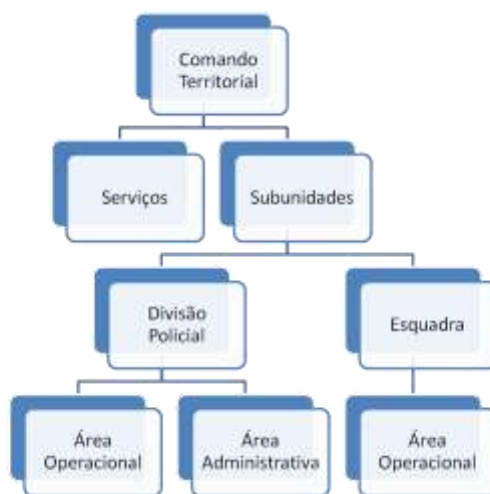 Comando
Territorial
Serviços
Subunidades
Divisão
Policial
Esquadra
Área
Operacional
Área
Administrativa
Área
Operacional